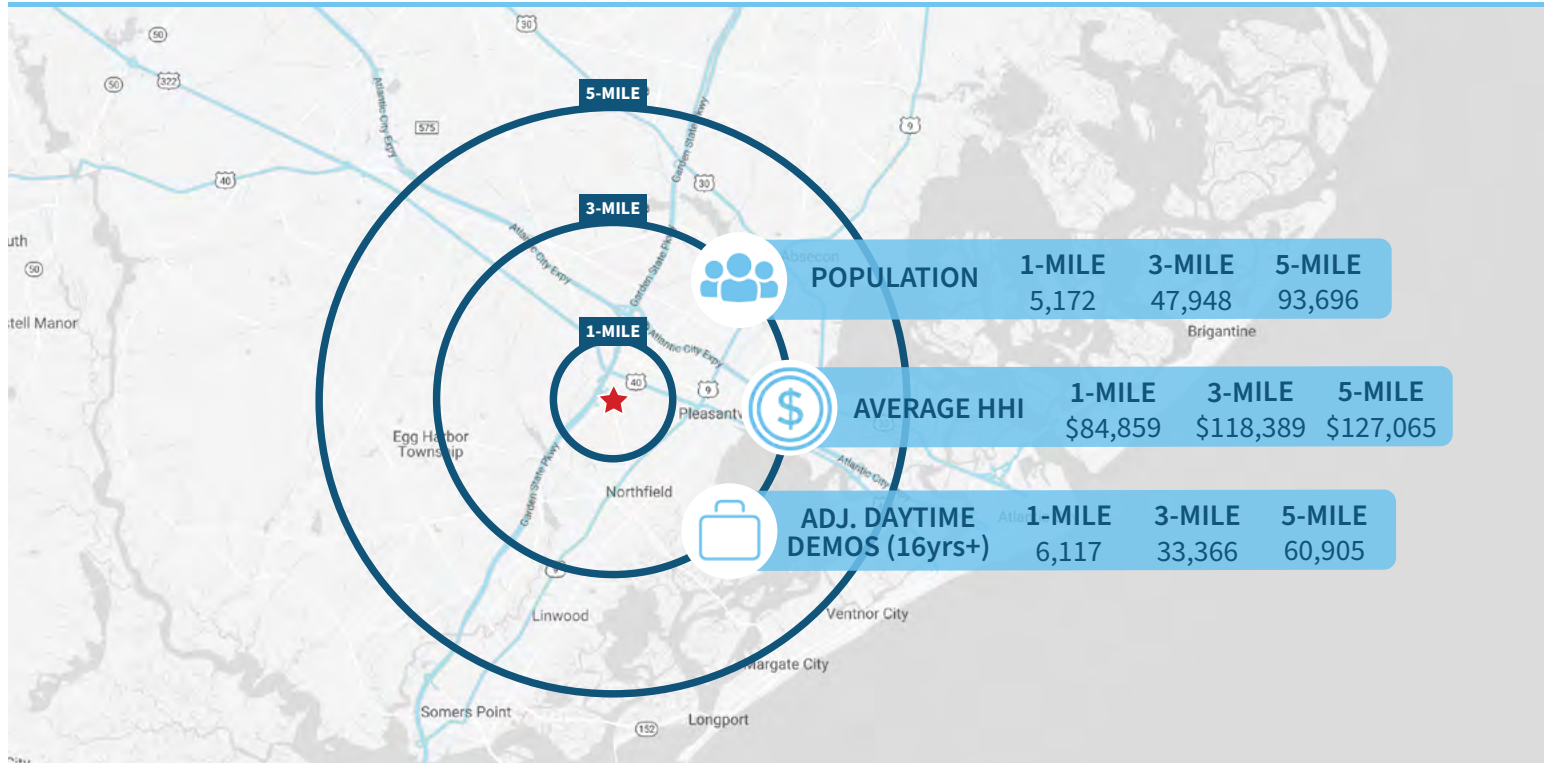 50
30
322
50
5-MILE
Atlantic City Expy
Garden State Pkwy
575
9
40
30
3-MILE
Atlantic City Expy
Garden State Pkwy
Absecon
POPULATION
1-MILE 3-MILE 5-MILE
5,172 47,948 93,696
50
1-MILE
Atlantic City Expy
Brigantine
40
9
AVERAGE HHI
1-MILE 3-MILE 5-MILE
$84,859 $118,389 $127,065
Egg Harbor
Township
Garden State Pkwy
Atlantic City
Northfield
ADJ. DAYTIME
DEMOS (16yrs+)
1-MILE 3-MILE 5-MILE
6,117 33,366 60,905
9
Linwood
Ventnor City
Margate City
Somers Point
152
Longport